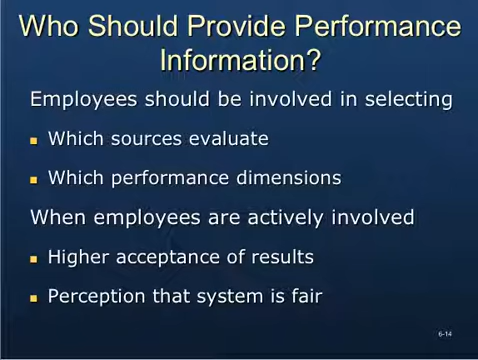 Who Should Provide Performance
Information?
Employees should be involved in selecting
Which sources evaluate
Which performance dimensions
When employees are actively involved
Higher acceptance of results
Perception that system is fair
6-14